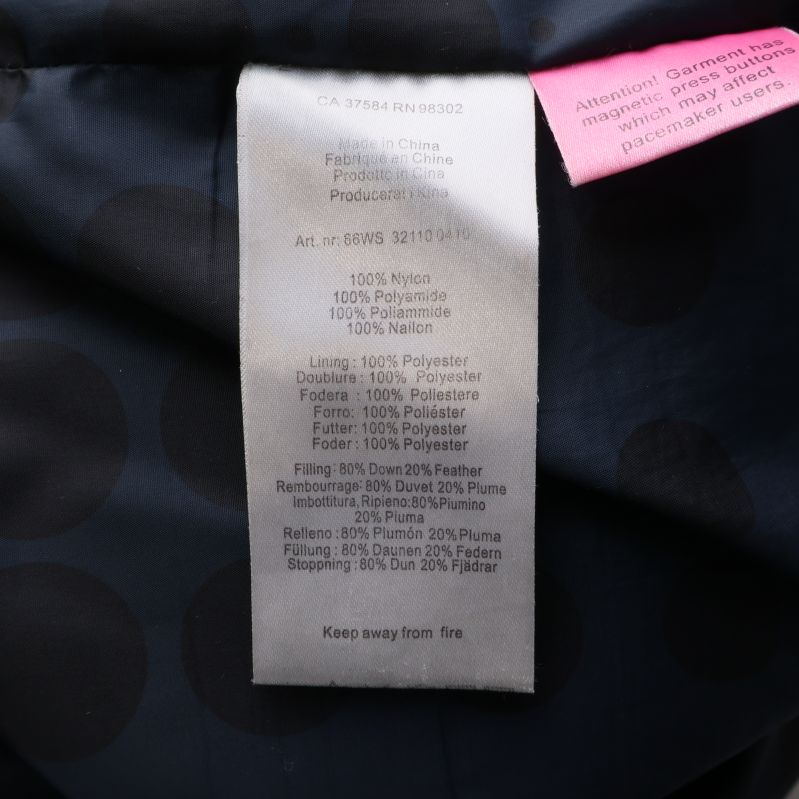 CA 37584 RN 98302
Made in China
Fabriqué en Chine
Prodotto in Cina
Producerat i Kina
Art. nr: 66WS 32110 0410
100% Nylon
100% Polyamide
100% Poliammide
100% Nailon
Lining : 100% Polyester
Doublure : 100% Polyester
Fodera : 100% Poliestere
Forro: 100% Poliéster
Futter: 100% Polyester
Foder: 100% Polyester
Filling: 80% Down 20% Feather
Rembourrage: 80% Duvet 20% Plume
Imbottitura, Ripieno: 80% Piumino
20% Piuma
Relleno : 80% Plumón 20% Pluma
Füllung : 80% Daunen 20% Federn
Stoppning : 80% Dun 20% Fjädrar
Keep away from fire
Attention! Garment has
magnetic press buttons
which may affect
pacemaker users.